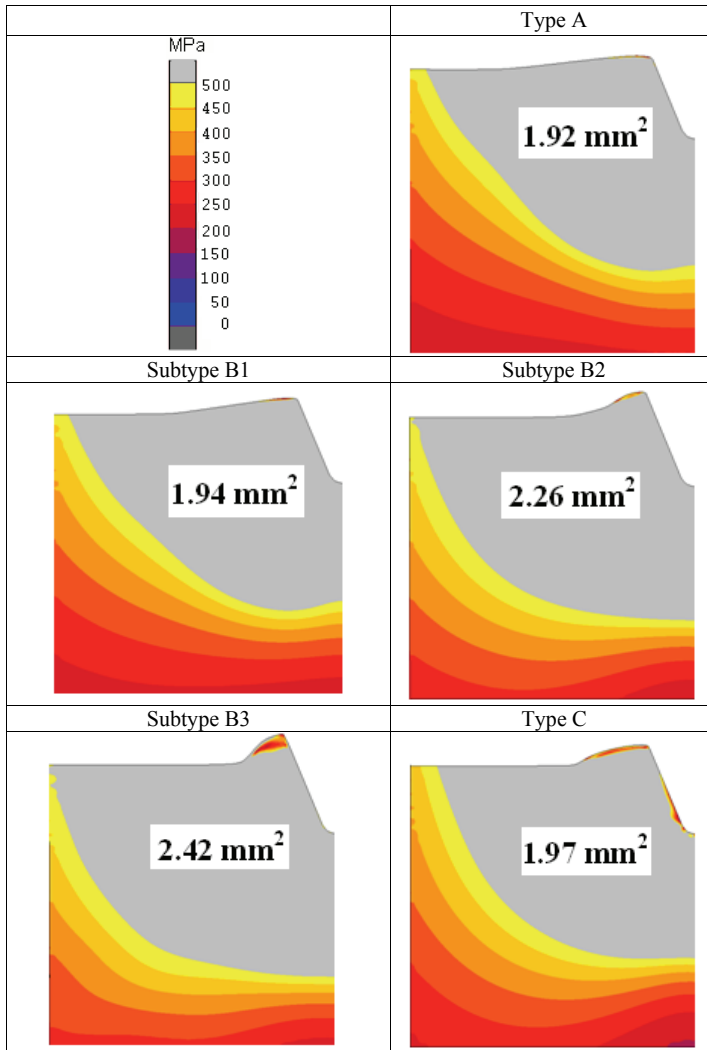 Type A
MPa
500
450
400
350
300
250
200
150
100
50
0
1.92 mm²
Subtype B1
Subtype B2
1.94 mm²
2.26 mm²
Subtype B3
Type C
2.42 mm²
1.97 mm²